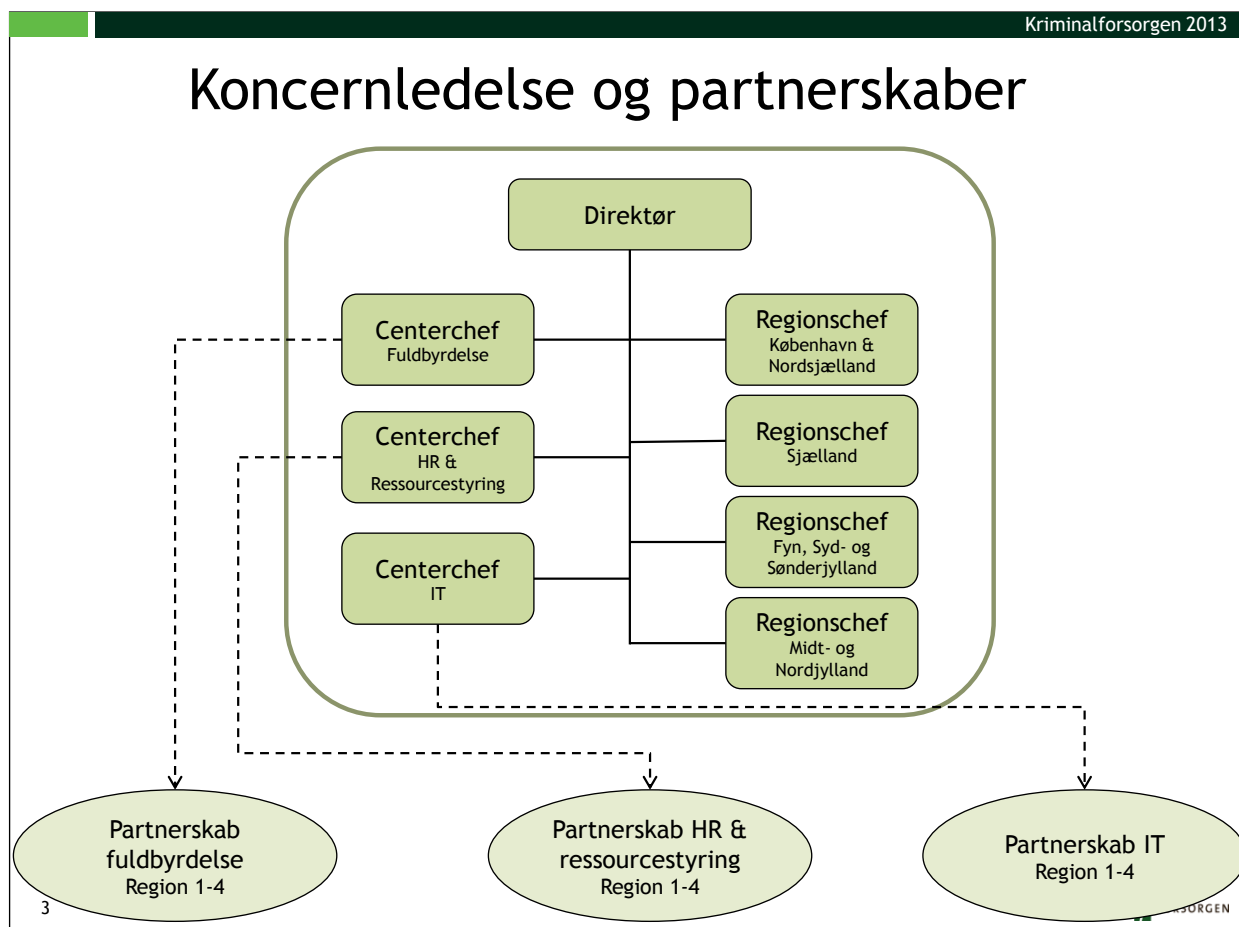 Kriminalforsorgen 2013
Koncernledelse og partnerskaber
Direktør
Centerchef
Fuldbyrdelse
Centerchef
HR &
Ressourcestyring
Centerchef
IT
Regionschef
København &
Nordsjælland
Regionschef
Sjælland
Regionschef
Fyn, Syd- og
Sønderjylland
Regionschef
Midt- og
Nordjylland
Partnerskab
fuldbyrdelse
Region 1-4
Partnerskab HR &
ressourcestyring
Region 1-4
Partnerskab IT
Region 1-4
3